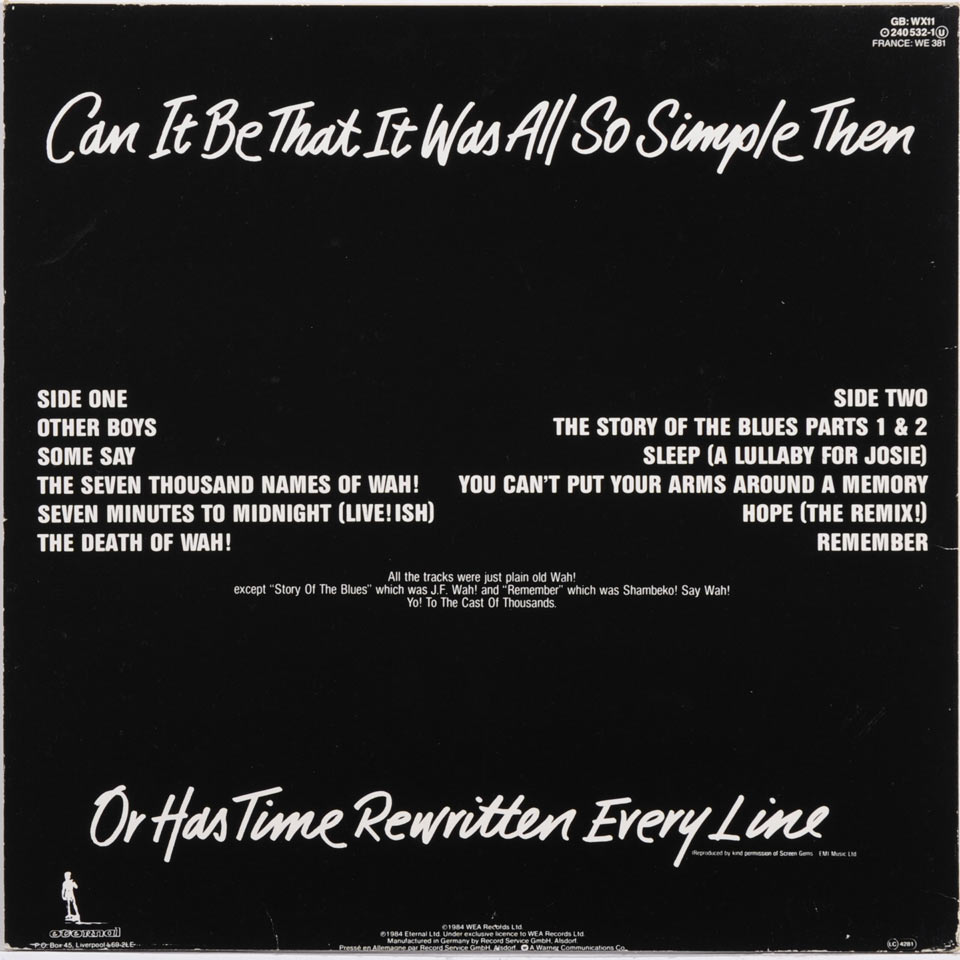 GB: WX11
240 532-1 U
FRANCE: WE 381
Can It Be That It Was All So Simple Then
SIDE ONE
OTHER BOYS
SOME SAY
THE SEVEN THOUSAND NAMES OF WAH!
SEVEN MINUTES TO MIDNIGHT (LIVE! ISH)
THE DEATH OF WAH!
SIDE TWO
THE STORY OF THE BLUES PARTS 1 & 2
SLEEP (A LULLABY FOR JOSIE)
YOU CAN'T PUT YOUR ARMS AROUND A MEMORY
HOPE (THE REMIX!)
REMEMBER
All the tracks were just plain old Wah!
except "Story Of The Blues" which was J.F. Wah! and "Remember" which was Shambeko! Say Wah!
Yo! To The Cast Of Thousands.
Or Has Time Rewritten Every Line
(Reproduced by kind permission of Screen Gems EMI Music Ltd
eternal
P.O. Box 45, Liverpool L69 2LE
©1984 WEA Records Ltd.
℗1984 Eternal Ltd. Under exclusive licence to WEA Records Ltd.
Manufactured in Germany by Record Service GmbH, Alsdorf
Pressé en Allemagne par Record Service GmbH, Alsdorf. A Warner Communications Co.
LC 4281